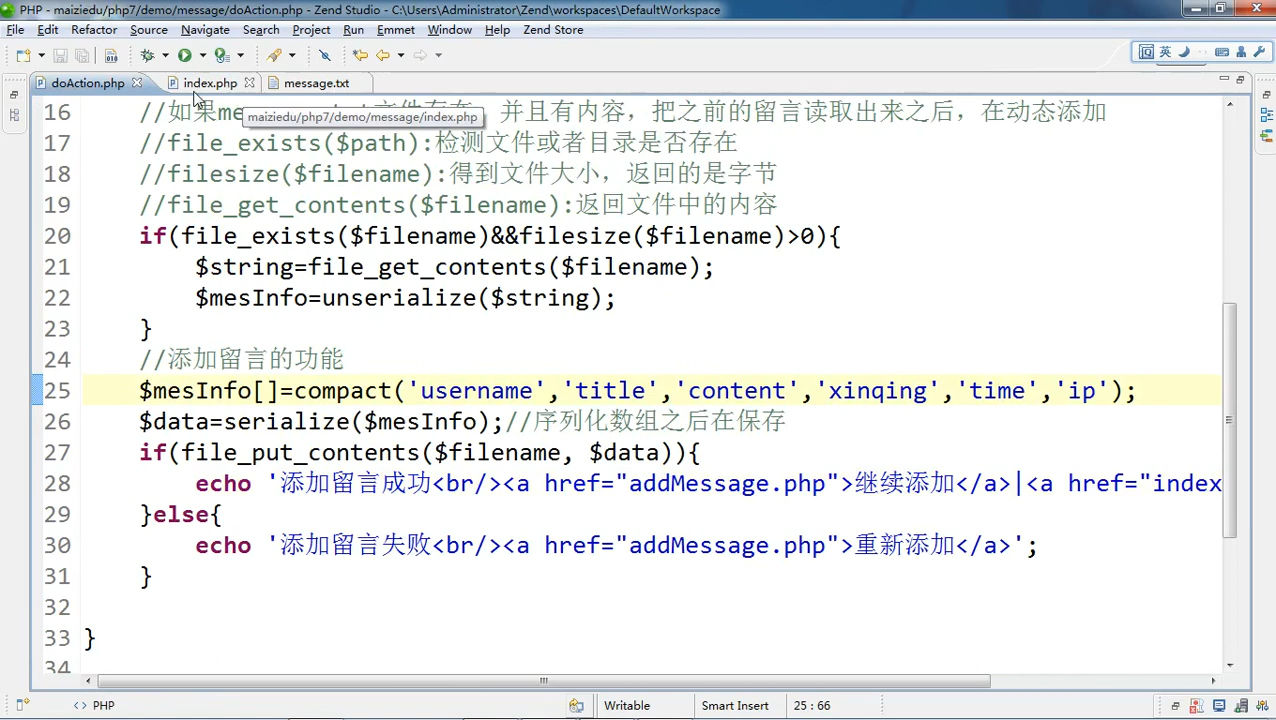 PHP - maiziedu/php7/demo/message/doAction.php - Zend Studio - C:\Users\Administrator\Zend\workspaces\DefaultWorkspace
File Edit Refactor Source Navigate Search Project Run Emmet Window Help Zend Store
英
doAction.php index.php message.txt
maiziedu/php7/demo/message/index.php
16 //如果me 文件存在，并且有内容，把之前的留言读取出来之后，在动态添加
17 //file_exists($path):检测文件或者目录是否存在
18 //filesize($filename):得到文件大小，返回的是字节
19 //file_get_contents($filename):返回文件中的内容
20 if(file_exists($filename)&&filesize($filename)>0){
21 $string=file_get_contents($filename);
22 $mesInfo=unserialize($string);
23 }
24 //添加留言的功能
25 $mesInfo[]=compact('username','title','content','xinqing','time','ip');
26 $data=serialize($mesInfo);//序列化数组之后在保存
27 if(file_put_contents($filename, $data)){
28 echo '添加留言成功<br/><a href="addMessage.php">继续添加</a>|<a href="index
29 }else{
30 echo '添加留言失败<br/><a href="addMessage.php">重新添加</a>';
31 }
32
33 }
34
<> PHP Writable Smart Insert 25 : 66